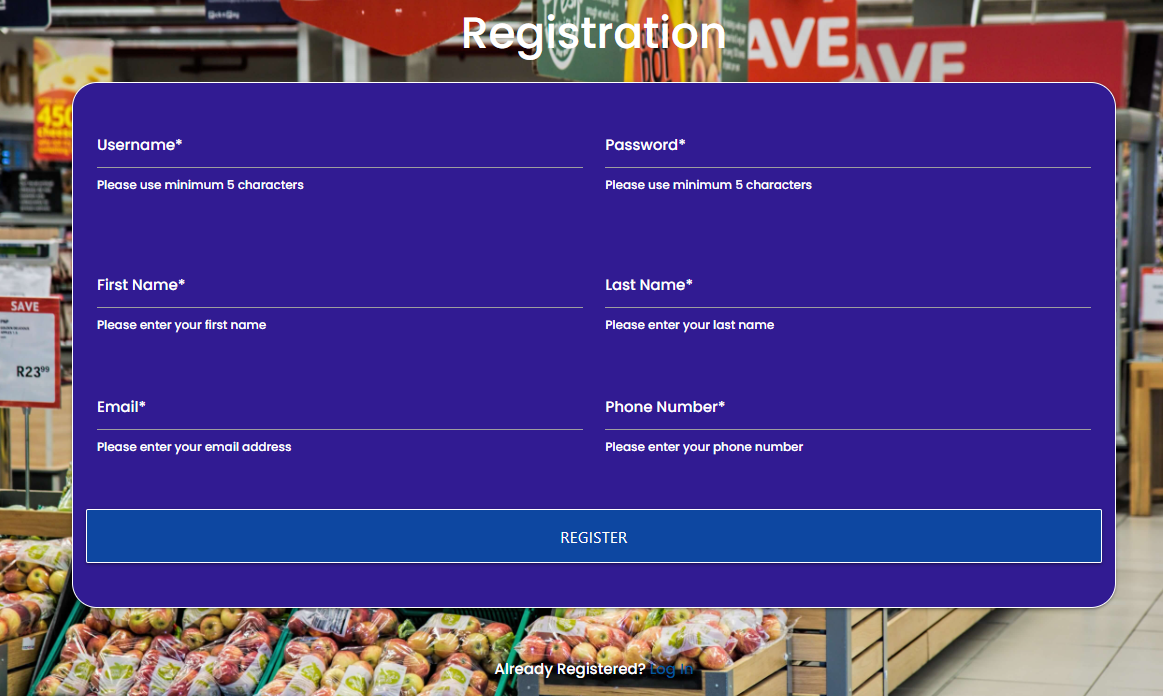 Registration
AVE
AVE
450
Username*
Password*
Please use minimum 5 characters
Please use minimum 5 characters
First Name*
Last Name*
SAVE
Please enter your first name
Please enter your last name
R23⁹⁹
Email*
Phone Number*
Please enter your email address
Please enter your phone number
REGISTER
Already Registered? Log In